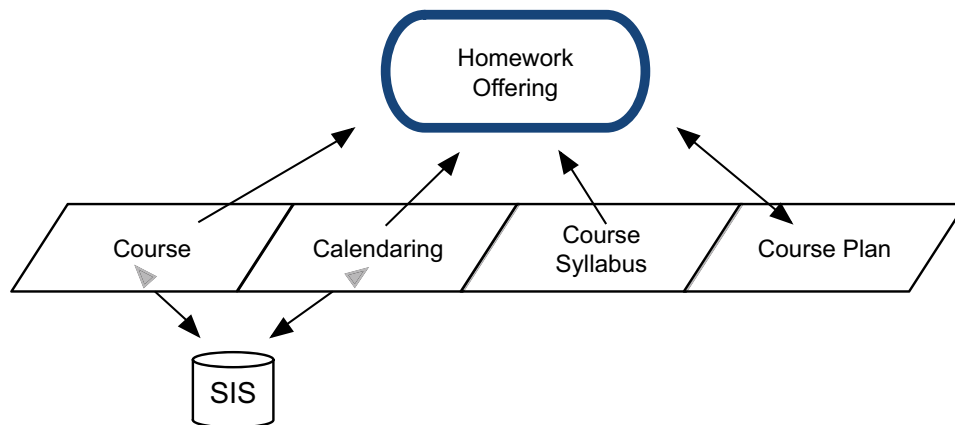 Homework
Offering
Course
Calendaring
Course
Syllabus
Course Plan
SIS